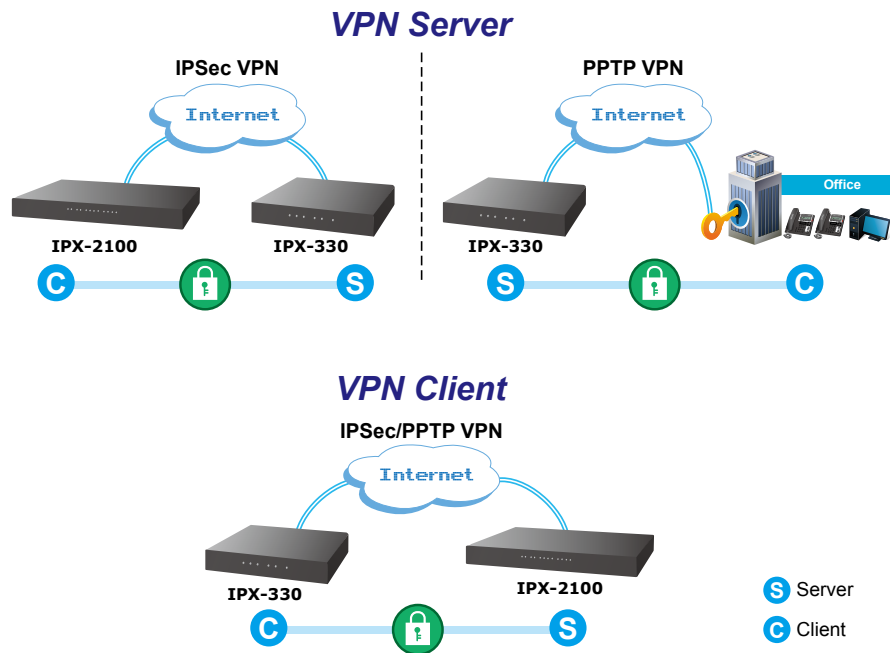 VPN Server
IPSec VPN
Internet
IPX-2100
IPX-330
C
S
PPTP VPN
Internet
Office
IPX-330
S
C
VPN Client
IPSec/PPTP VPN
Internet
IPX-330
IPX-2100
C
S
S Server
C Client